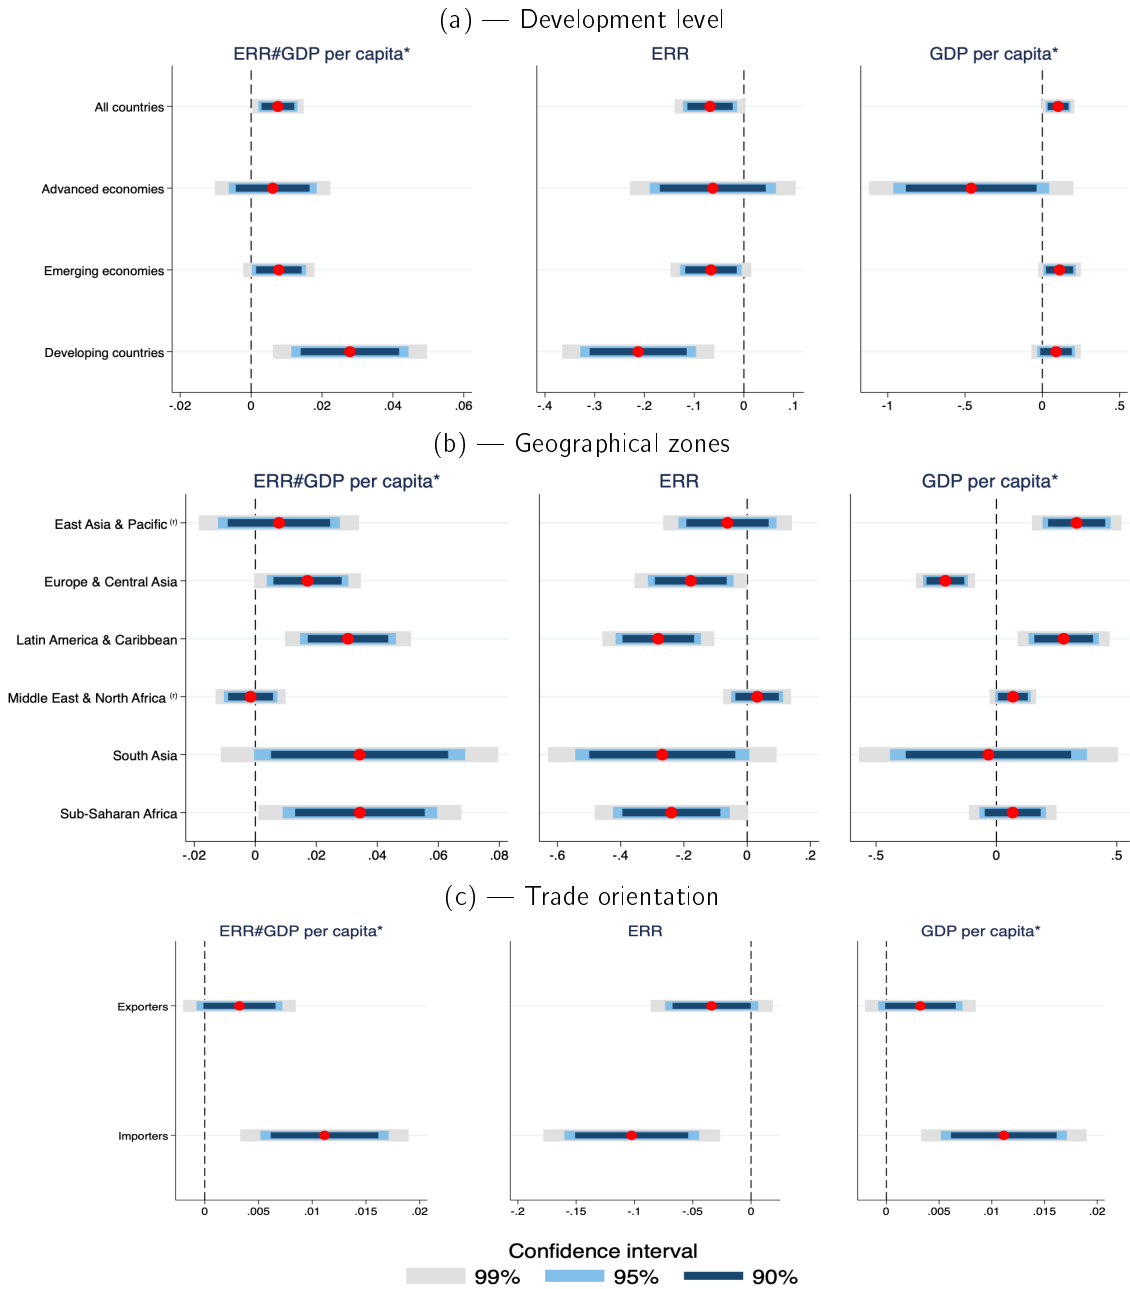 (a) — Development level
ERR#GDP per capita*
ERR
GDP per capita*
All countries
Advanced economies
Emerging economies
Developing countries
-.02 0 .02 .04 .06
-.4 -.3 -.2 -.1 0 .1
-1 -.5 0 .5
(b) — Geographical zones
ERR#GDP per capita*
ERR
GDP per capita*
East Asia & Pacific (r)
Europe & Central Asia
Latin America & Caribbean
Middle East & North Africa (r)
South Asia
Sub-Saharan Africa
-.02 0 .02 .04 .06 .08
-.6 -.4 -.2 0 .2
-.5 0 .5
(c) — Trade orientation
ERR#GDP per capita*
ERR
GDP per capita*
Exporters
Importers
0 .005 .01 .015 .02
-.2 -.15 -.1 -.05 0
0 .005 .01 .015 .02
Confidence interval
99% 95% 90%